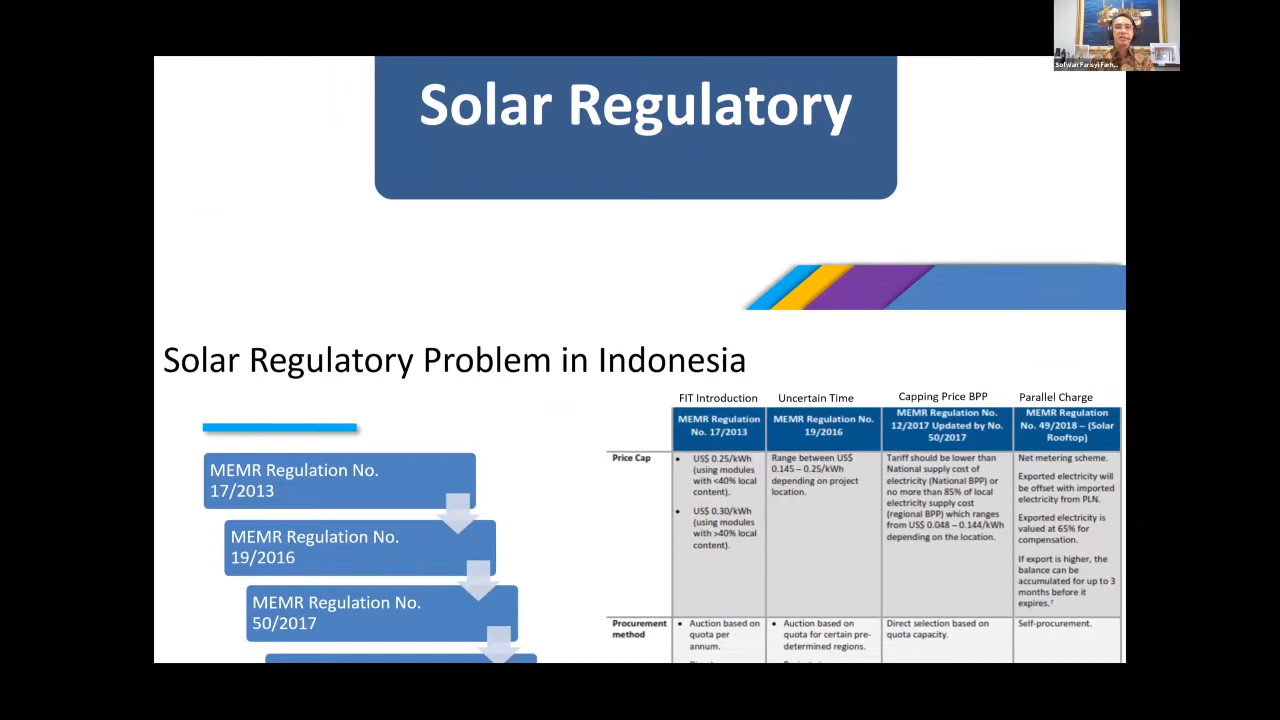 Sofwan Farisyi Farh...
Solar Regulatory
Solar Regulatory Problem in Indonesia
MEMR Regulation No.
17/2013
MEMR Regulation No.
19/2016
MEMR Regulation No.
50/2017
FIT Introduction
Uncertain Time
Capping Price BPP
Parallel Charge
MEMR Regulation
No. 17/2013
MEMR Regulation No.
19/2016
MEMR Regulation No.
12/2017 Updated by No.
50/2017
MEMR Regulation
No. 49/2018 – (Solar
Rooftop)
Price Cap
• US$ 0.25/kWh
(using modules
with <40% local
content).
• US$ 0.30/kWh
(using modules
with >40% local
content).
Range between US$
0.145 – 0.25/kWh
depending on project
location.
Tariff should be lower than
National supply cost of
electricity (National BPP) or
no more than 85% of local
electricity supply cost
(regional BPP) which ranges
from US$ 0.048 – 0.144/kWh
depending on the location.
Net metering scheme.
Exported electricity will
be offset with imported
electricity from PLN.
Exported electricity is
valued at 65% for
compensation.
If export is higher, the
balance can be
accumulated for up to 3
months before it
expires.⁷
Procurement
method
• Auction based on
quota per
annum.
• Auction based on
quota for certain pre-
determined regions.
Direct selection based on
quota capacity.
Self-procurement.